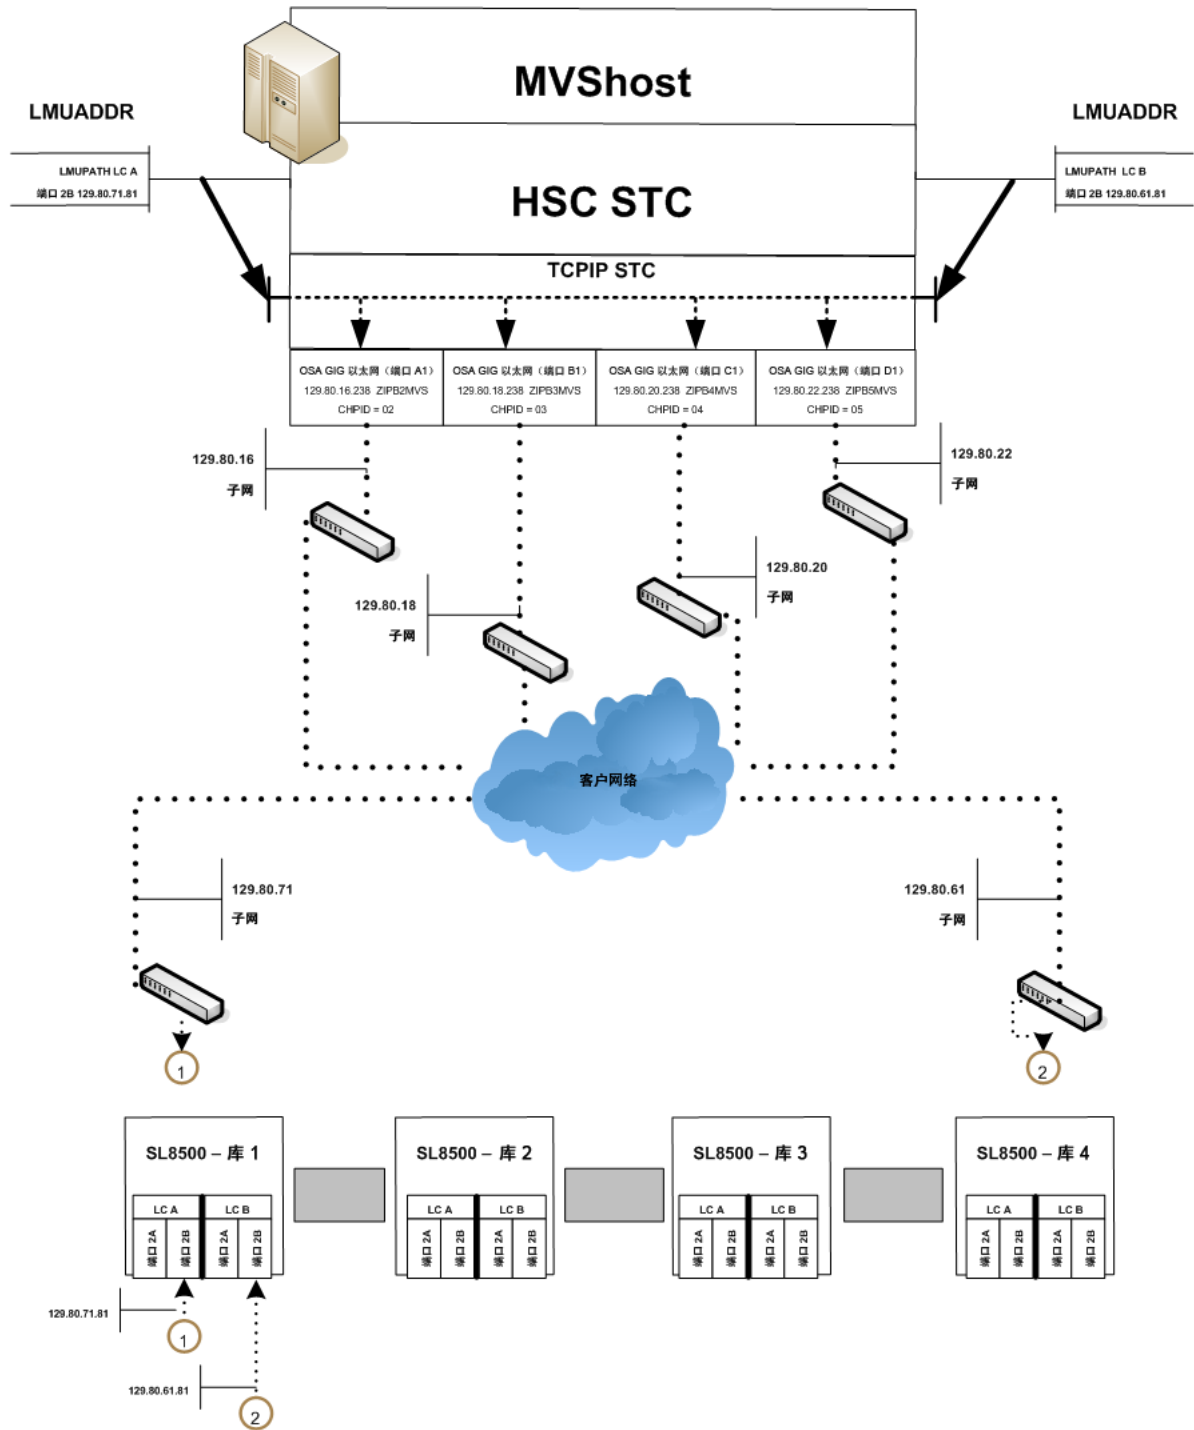 MVShost
LMUADDR
LMUADDR
LMUPATH LC A
端口 2B 129.80.71.81
LMUPATH LC B
端口 2B 129.80.61.81
HSC STC
TCPIP STC
OSA GIG 以太网（端口 A1）
129.80.16.238 ZIPB2MVS
CHPID = 02
OSA GIG 以太网（端口 B1）
129.80.18.238 ZIPB3MVS
CHPID = 03
OSA GIG 以太网（端口 C1）
129.80.20.238 ZIPB4MVS
CHPID = 04
OSA GIG 以太网（端口 D1）
129.80.22.238 ZIPB5MVS
CHPID = 05
129.80.16
子网
129.80.22
子网
129.80.18
子网
129.80.20
子网
客户网络
129.80.71
子网
129.80.61
子网
1
2
SL8500 – 库 1
LC A
LC B
端口 2A
端口 2B
端口 2A
端口 2B
SL8500 – 库 2
LC A
LC B
端口 2A
端口 2B
端口 2A
端口 2B
SL8500 – 库 3
LC A
LC B
端口 2A
端口 2B
端口 2A
端口 2B
SL8500 – 库 4
LC A
LC B
端口 2A
端口 2B
端口 2A
端口 2B
129.80.71.81
1
129.80.61.81
2